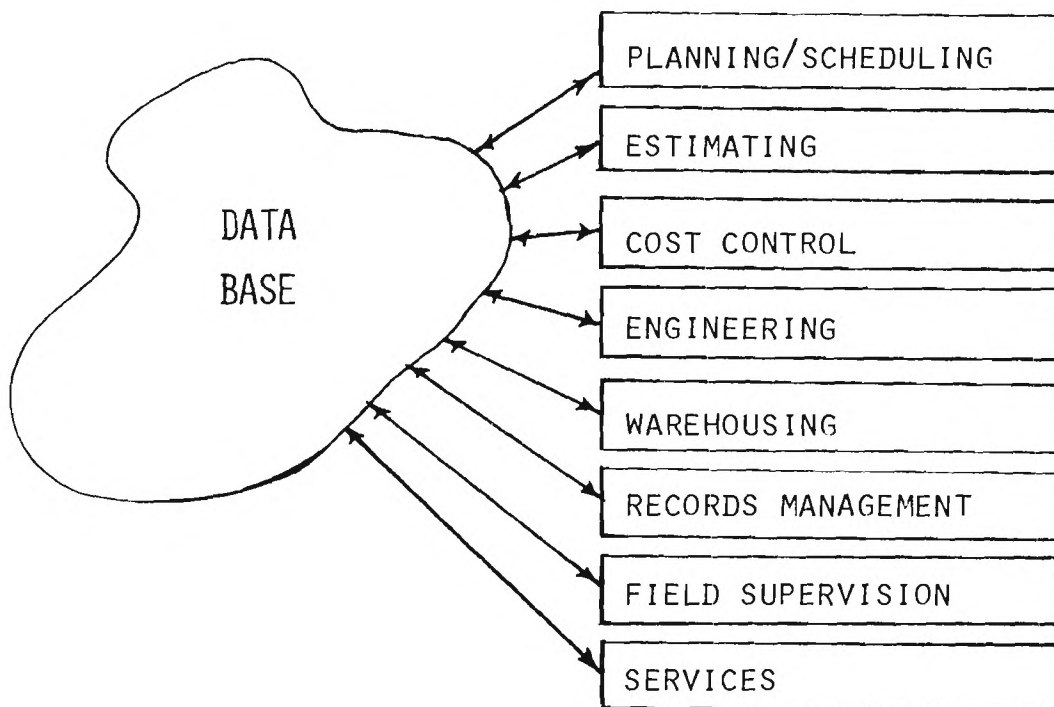 PLANNING/SCHEDULING
ESTIMATING
DATA
BASE
COST CONTROL
ENGINEERING
WAREHOUSING
RECORDS MANAGEMENT
FIELD SUPERVISION
SERVICES